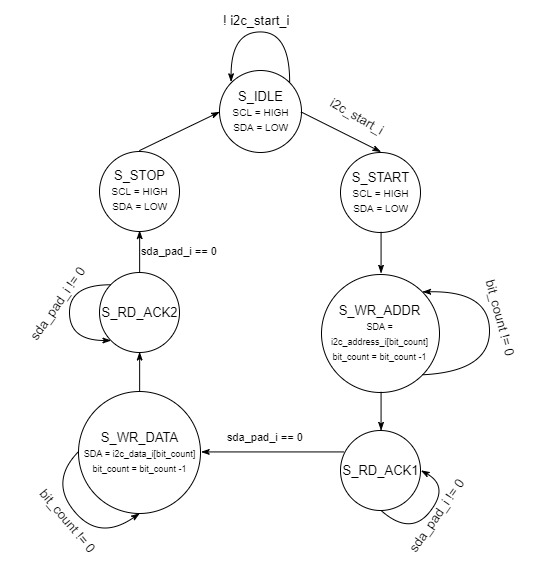 ! i2c_start_i
S_IDLE
SCL = HIGH
SDA = LOW
i2c_start_i
S_STOP
SCL = HIGH
SDA = LOW
S_START
SCL = HIGH
SDA = LOW
sda_pad_i == 0
sda_pad_i != 0
S_RD_ACK2
S_WR_ADDR
SDA =
i2c_address_i[bit_count]
bit_count = bit_count -1
bit_count != 0
S_WR_DATA
SDA = i2c_data_i[bit_count]
bit_count = bit_count -1
bit_count != 0
sda_pad_i == 0
S_RD_ACK1
sda_pad_i != 0